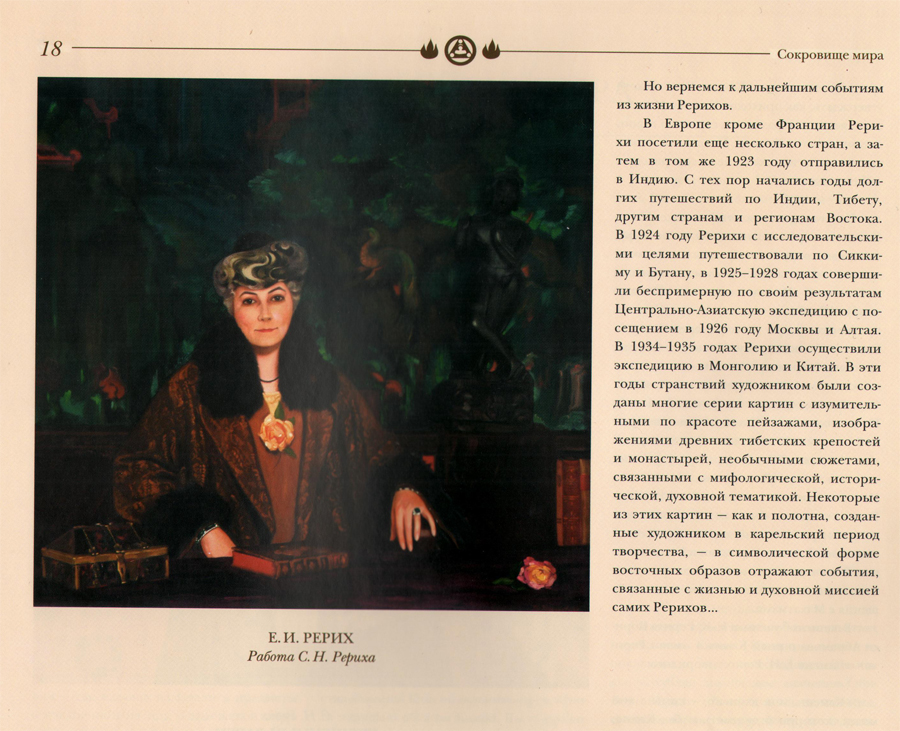 18
Сокровище мира
Но вернемся к дальнейшим событиям
из жизни Рерихов.
В Европе кроме Франции Рери-
хи посетили еще несколько стран, а за-
тем в том же 1923 году отправились
в Индию. С тех пор начались годы дол-
гих путешествий по Индии, Тибету,
другим странам и регионам Востока.
В 1924 году Рерихи с исследовательски-
ми целями путешествовали по Сикки-
му и Бутану, в 1925–1928 годах соверши-
ли беспримерную по своим результатам
Центрально-Азиатскую экспедицию с по-
сещением в 1926 году Москвы и Алтая.
В 1934–1935 годах Рерихи осуществили
экспедицию в Монголию и Китай. В эти
годы странствий художником были соз-
даны многие серии картин с изумитель-
ными по красоте пейзажами, изобра-
жениями древних тибетских крепостей
и монастырей, необычными сюжетами,
связанными с мифологической, истори-
ческой, духовной тематикой. Некоторые
из этих картин — как и полотна, создан-
ные художником в карельский период
творчества, — в символической форме
восточных образов отражают события,
связанные с жизнью и духовной миссией
самих Рерихов...
Е. И. РЕРИХ
Работа С. Н. Рериха